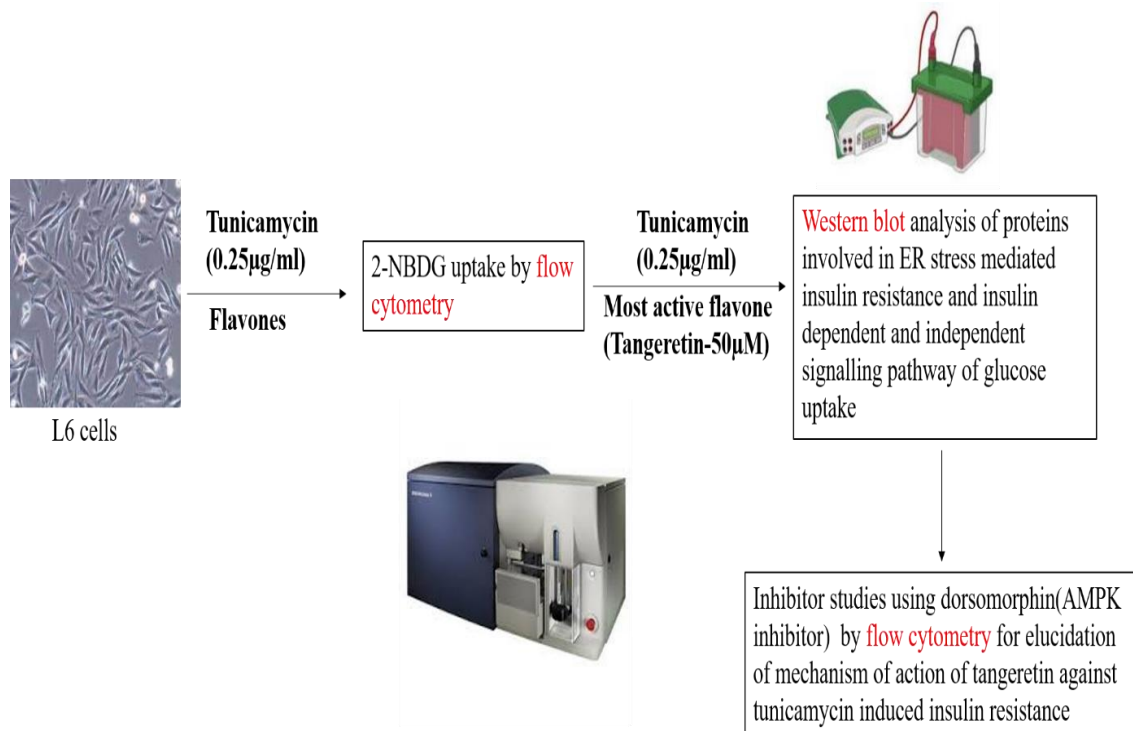 L6 cells
Tunicamycin
(0.25μg/ml)
Flavones
2-NBDG uptake by flow
cytometry
Tunicamycin
(0.25μg/ml)
Most active flavone
(Tangeretin-50μM)
Western blot analysis of proteins
involved in ER stress mediated
insulin resistance and insulin
dependent and independent
signalling pathway of glucose
uptake
Inhibitor studies using dorsomorphin(AMPK
inhibitor) by flow cytometry for elucidation
of mechanism of action of tangeretin against
tunicamycin induced insulin resistance